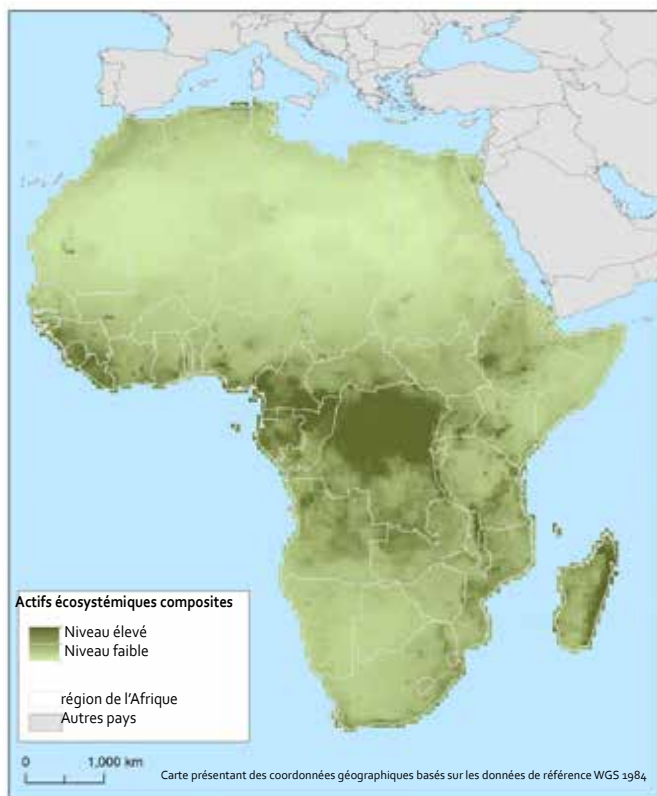 Actifs écosystémiques composites
Niveau élevé
Niveau faible
région de l'Afrique
Autres pays
0 1,000 km
Carte présentant des coordonnées géographiques basés sur les données de référence WGS 1984